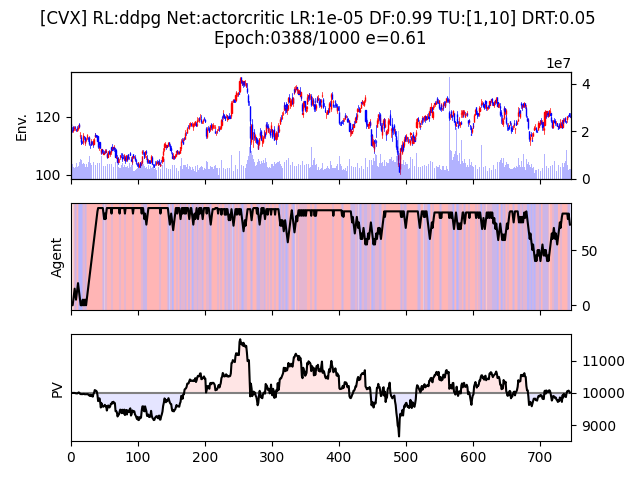 [CVX] RL:ddpg Net:actorcritic LR:1e-05 DF:0.99 TU:[1,10] DRT:0.05
Epoch:0388/1000 e=0.61
1e7
Env.
120
100
4
2
0
Agent
50
0
PV
11000
10000
9000
0 100 200 300 400 500 600 700